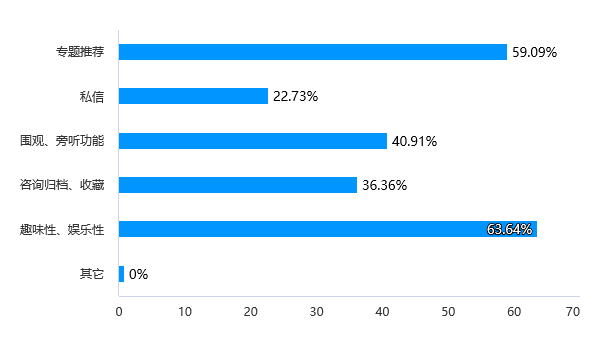 专题推荐 59.09%
私信 22.73%
围观、旁听功能 40.91%
咨询归档、收藏 36.36%
趣味性、娱乐性 63.64%
其它 0%
0 10 20 30 40 50 60 70